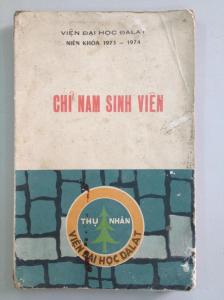 VIỆN ĐẠI HỌC ĐALAT
NIÊN KHÓA 1973 - 1974
CHỈ NAM SINH VIÊN
THỤ NHÂN
VIỆN ĐẠI HỌC ĐALAT